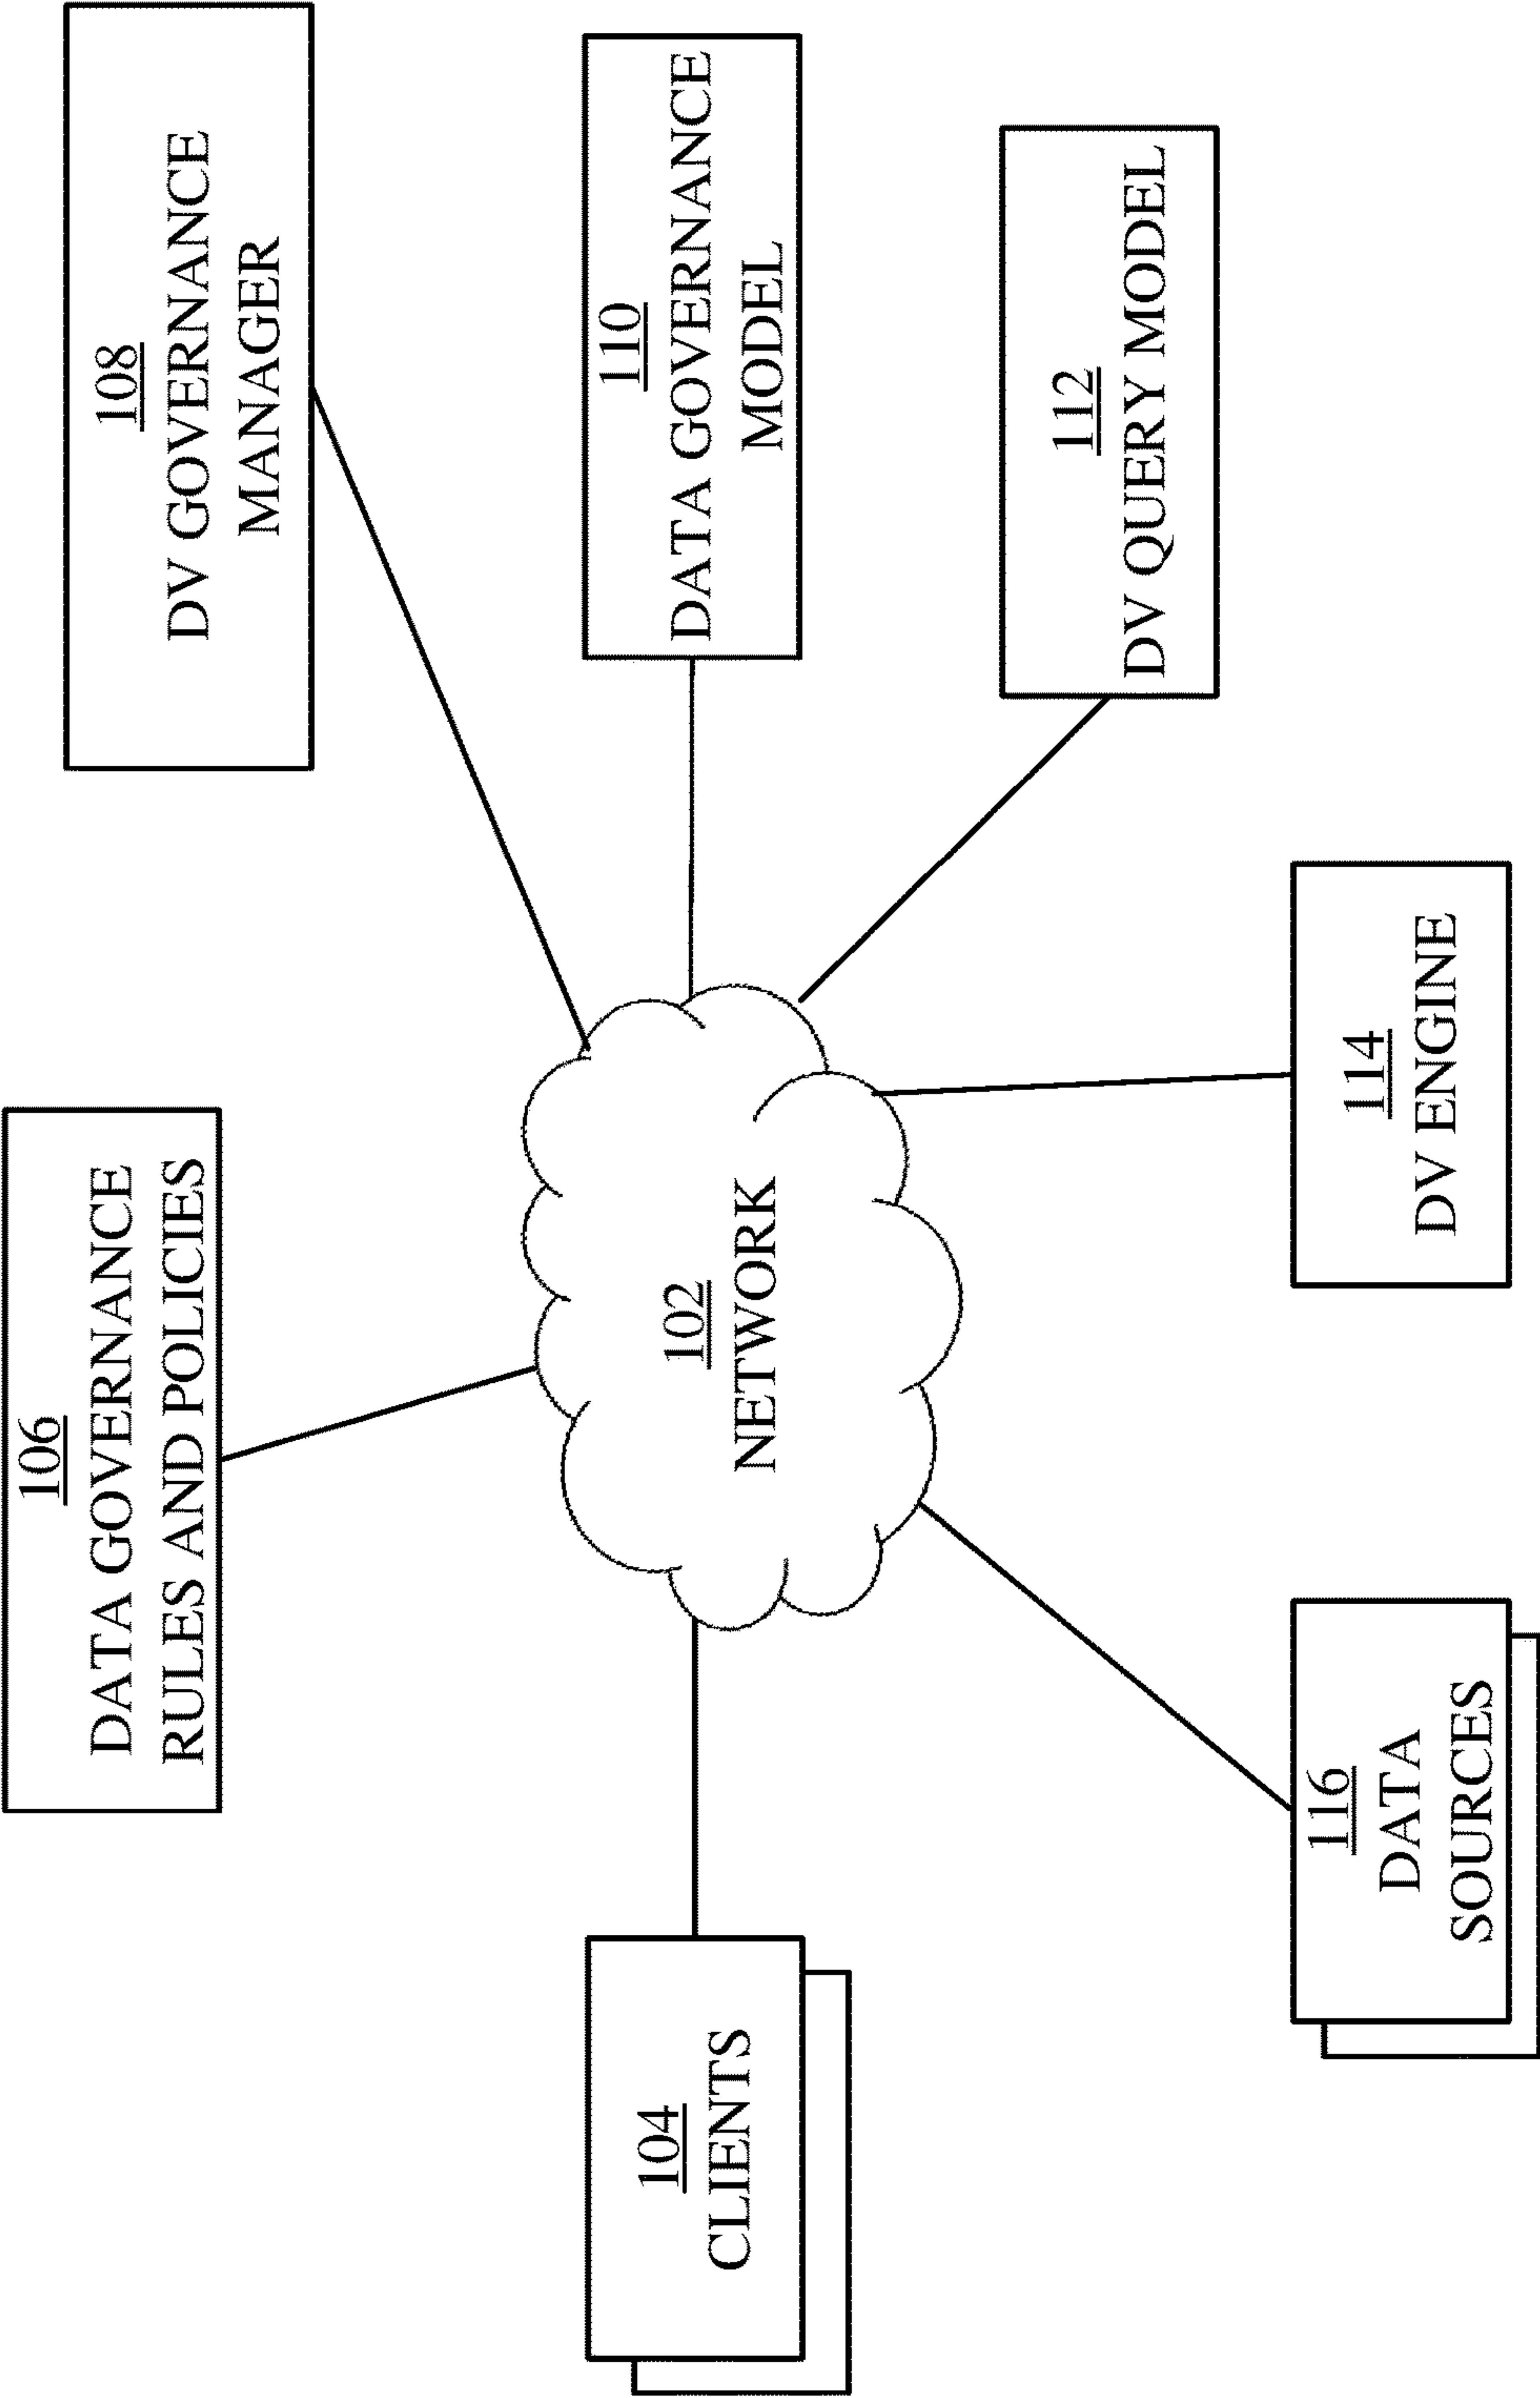 106
DATA GOVERNANCE
RULES AND POLICIES
108
DV GOVERNANCE
MANAGER
104
CLIENTS
102
NETWORK
110
DATA GOVERNANCE
MODEL
112
DV QUERY MODEL
116
DATA
SOURCES
114
DV ENGINE